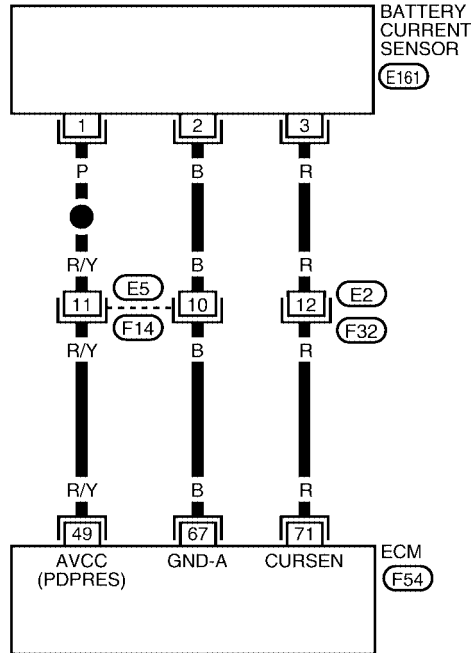 BATTERY
CURRENT
SENSOR
E161
1 2 3
P B R
R/Y B R
11 E5 10 12 E2
F14 F32
R/Y B R
R/Y B R
49 67 71
AVCC GND-A CURSEN ECM
(PDPRES) F54